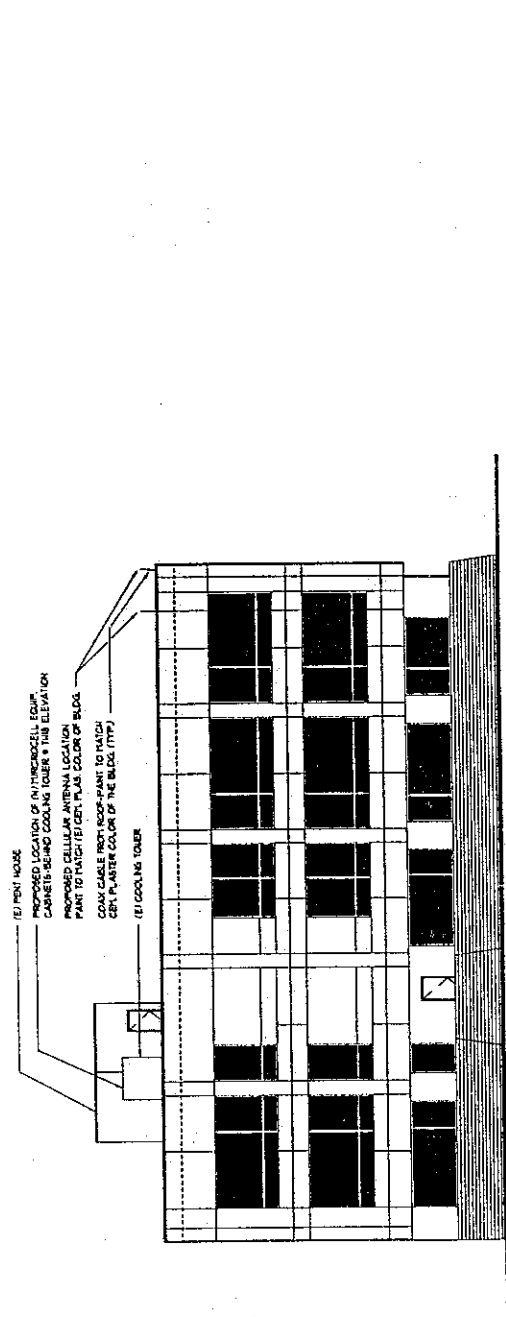 (E) PENT HOUSE
PROPOSED LOCATION OF (N) MICROCELL EQUIP.
CABINETS-BEHIND COOLING TOWER @ THIS ELEVATION
PROPOSED CELLULAR ANTENNA LOCATION
PAINT TO MATCH (E) CEM. PLAS. COLOR OF BLDG.
COAX CABLE FROM ROOF-PAINT TO MATCH
CEM. PLASTER COLOR OF THE BLDG. (TYP.)
(E) COOLING TOWER